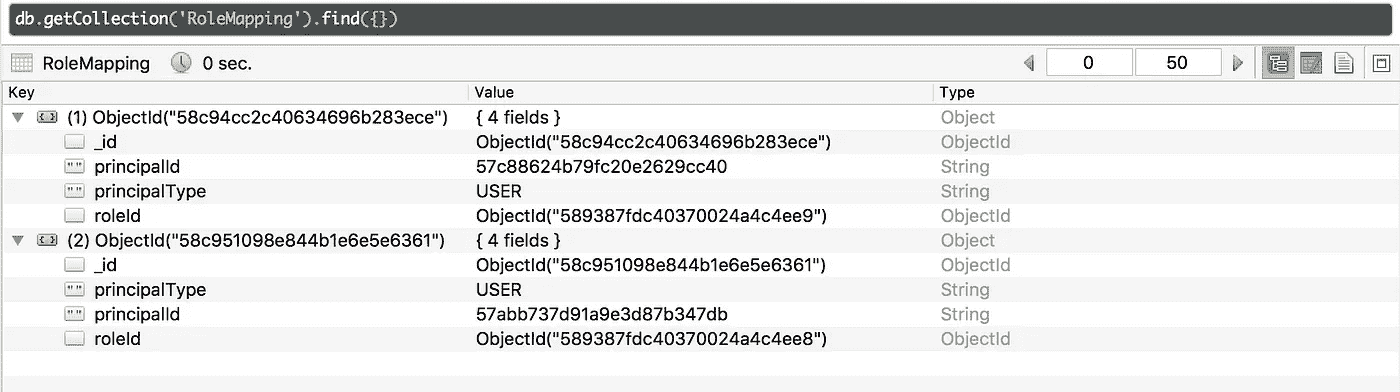 db.getCollection('RoleMapping').find({})
RoleMapping 0 sec. 0 50
Key Value Type
(1) ObjectId("58c94cc2c40634696b283ece") { 4 fields } Object
_id ObjectId("58c94cc2c40634696b283ece") ObjectId
principalId 57c88624b79fc20e2629cc40 String
principalType USER String
roleId ObjectId("589387fdc40370024a4c4ee9") ObjectId
(2) ObjectId("58c951098e844b1e6e5e6361") { 4 fields } Object
_id ObjectId("58c951098e844b1e6e5e6361") ObjectId
principalType USER String
principalId 57abb737d91a9e3d87b347db String
roleId ObjectId("589387fdc40370024a4c4ee8") ObjectId